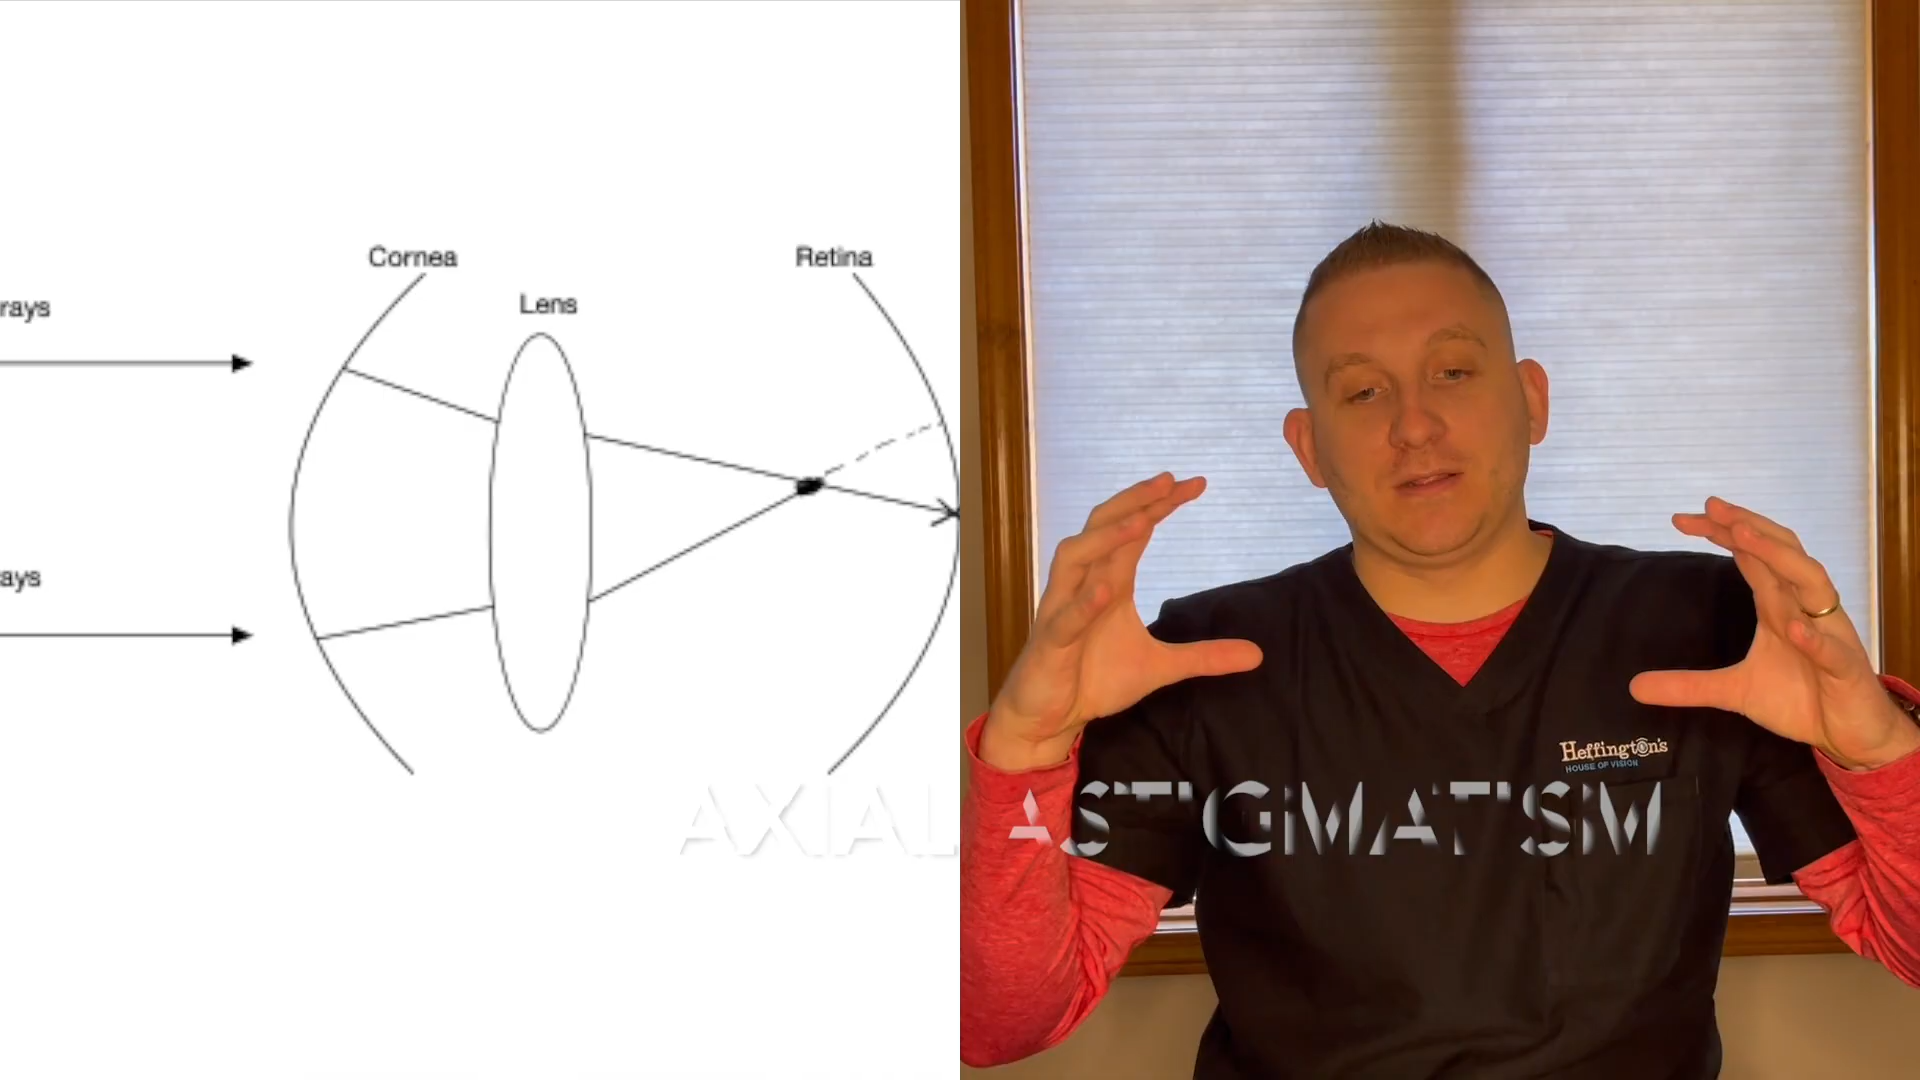 Cornea
Retina
Lens
rays
ays
Heffington's
HOUSE OF VISION
AXIAL ASTIGMATISM